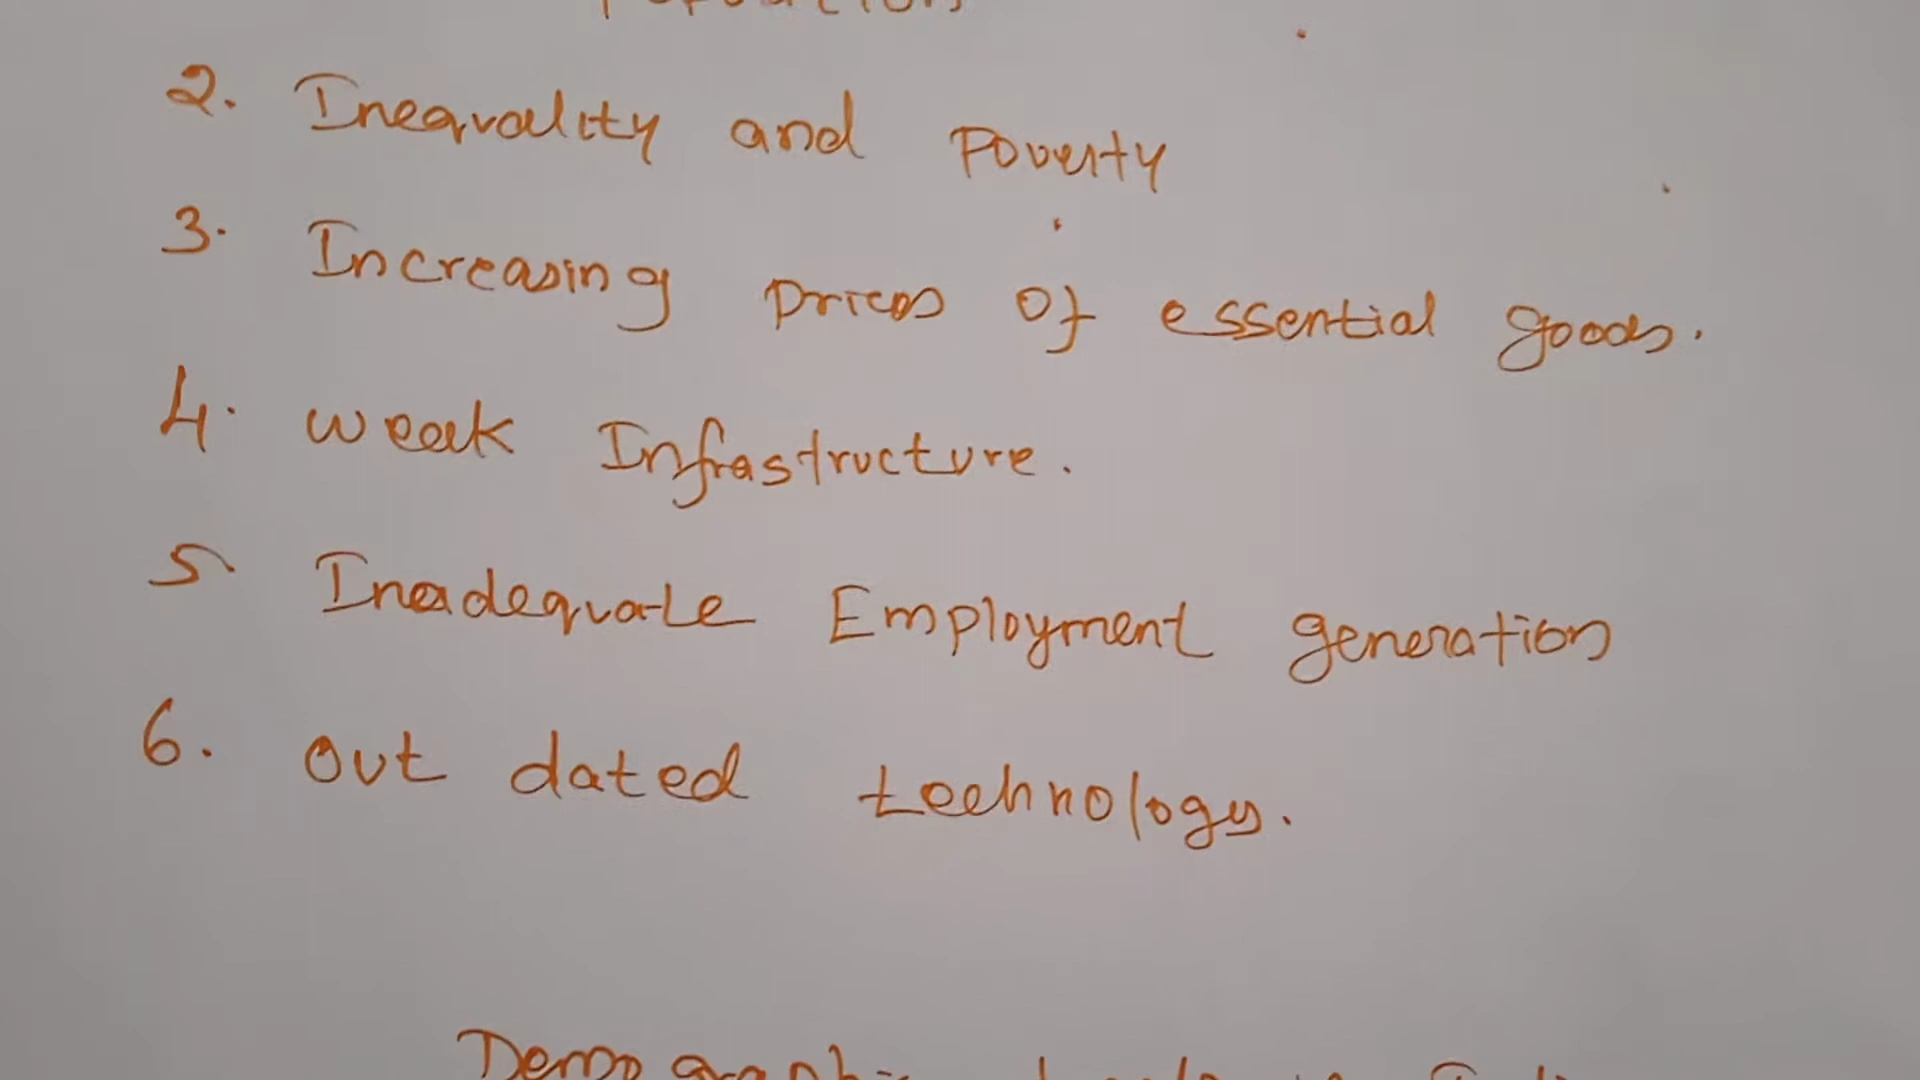 2. Inequality and Poverty
3. Increasing prices of essential goods.
4. weak Infrastructure.
5. Inadequate Employment generation
6. Out dated technology.